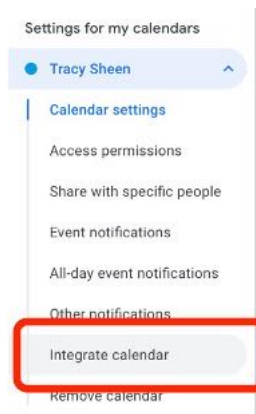 Settings for my calendars
Tracy Sheen
Calendar settings
Access permissions
Share with specific people
Event notifications
All-day event notifications
Other notifications
Integrate calendar
Remove calendar